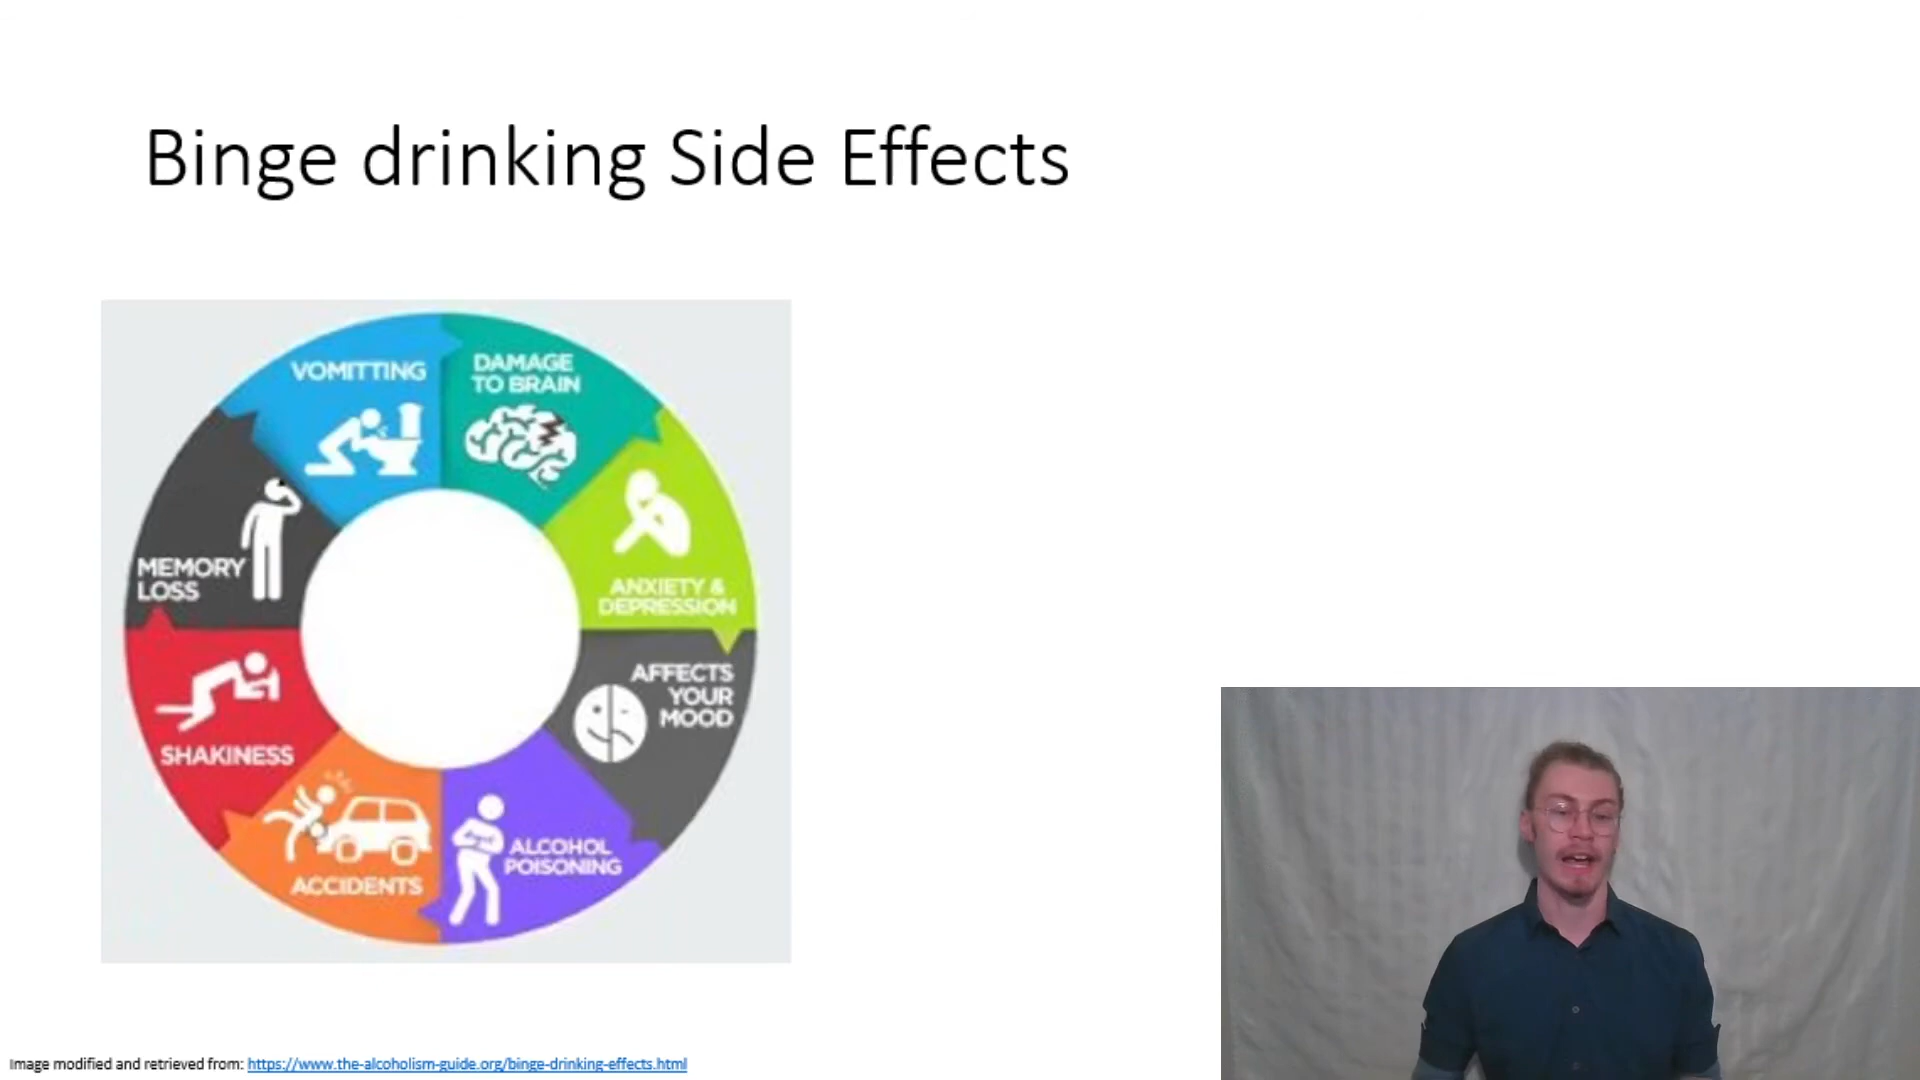 Binge drinking Side Effects
VOMITTING
DAMAGE
TO BRAIN
ANXIETY &
DEPRESSION
AFFECTS
YOUR
MOOD
ALCOHOL
POISONING
ACCIDENTS
SHAKINESS
MEMORY
LOSS
Image modified and retrieved from: https://www.the-alcoholism-guide.org/binge-drinking-effects.html